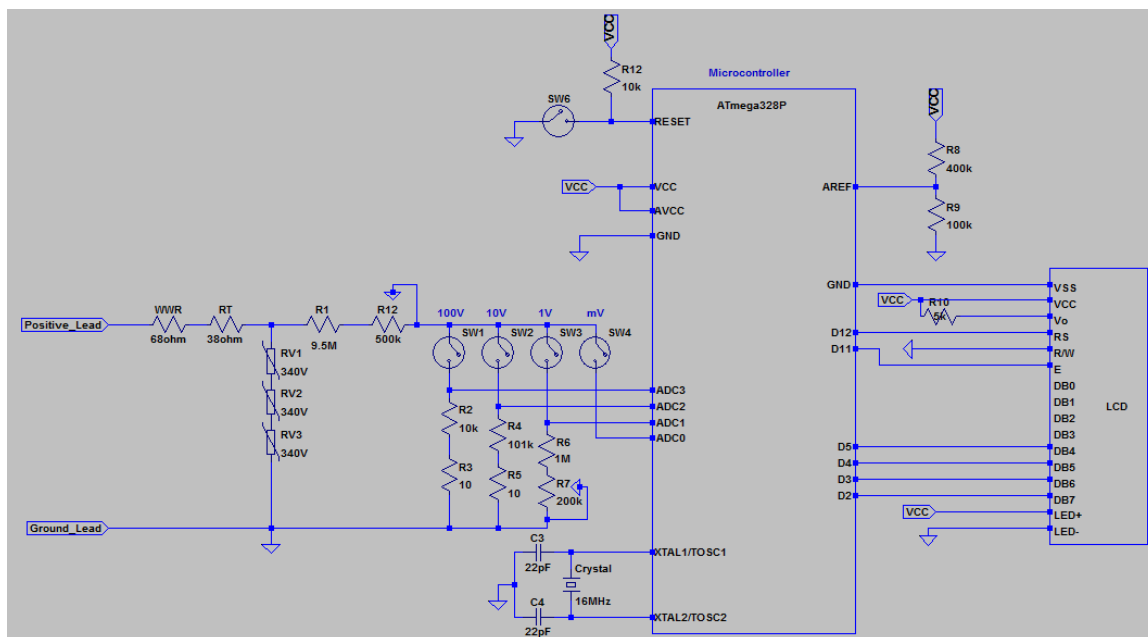 VCC
R12
10k
SW6
Microcontroller
ATmega328P
RESET
VCC
VCC
AVCC
GND
AREF
VCC
R8
400k
R9
100k
Positive_Lead
WWR
68ohm
RT
38ohm
R1
9.5M
R12
500k
100V
10V
1V
mV
SW1
SW2
SW3
SW4
RV1
340V
RV2
340V
RV3
340V
R2
10k
R3
10
R4
101k
R5
10
R6
1M
R7
200k
ADC3
ADC2
ADC1
ADC0
Ground_Lead
C3
22pF
C4
22pF
Crystal
16MHz
XTAL1/TOSC1
XTAL2/TOSC2
GND
D12
D11
D5
D4
D3
D2
VCC
R10
5k
VCC
VSS
VCC
Vo
RS
R/W
E
DB0
DB1
DB2
DB3
DB4
DB5
DB6
DB7
LED+
LED-
LCD